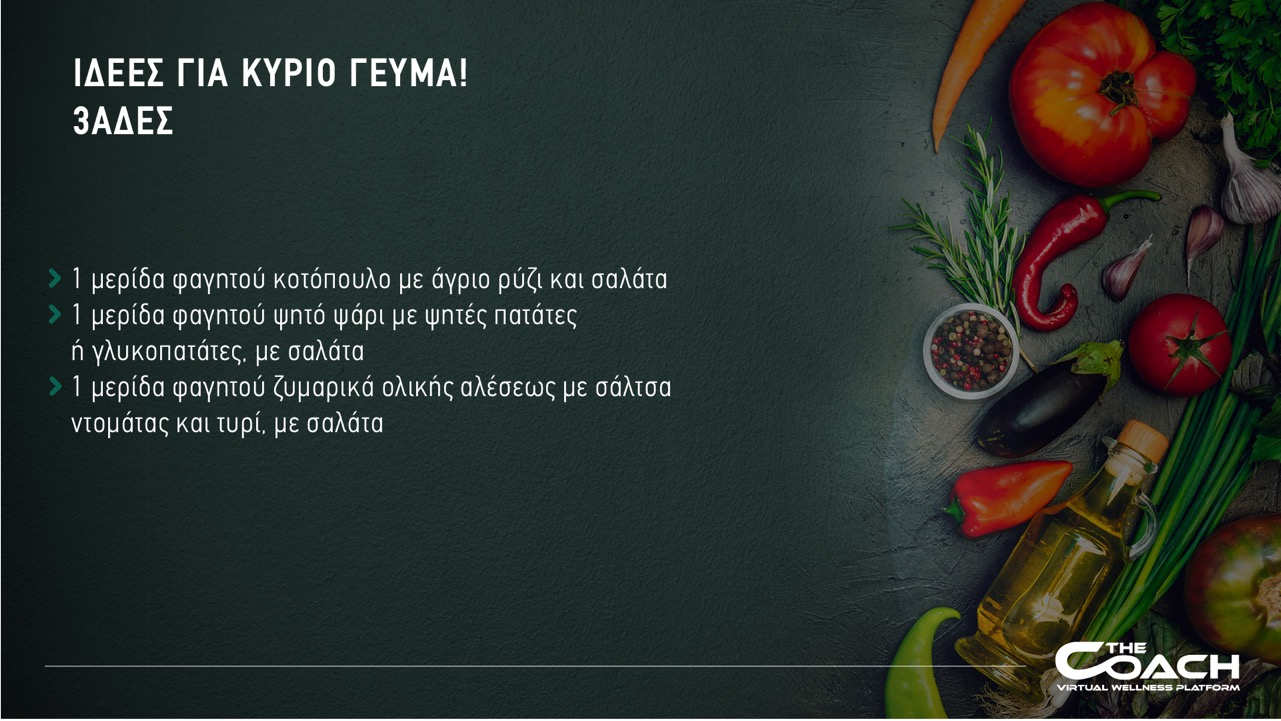 ΙΔΕΕΣ ΓΙΑ ΚΥΡΙΟ ΓΕΥΜΑ!
3ΑΔΕΣ
1 μερίδα φαγητού κοτόπουλο με άγριο ρύζι και σαλάτα
1 μερίδα φαγητού ψητό ψάρι με ψητές πατάτες
ή γλυκοπατάτες, με σαλάτα
1 μερίδα φαγητού ζυμαρικά ολικής αλέσεως με σάλτσα
ντομάτας και τυρί, με σαλάτα
THE
COACH
VIRTUAL WELLNESS PLATFORM